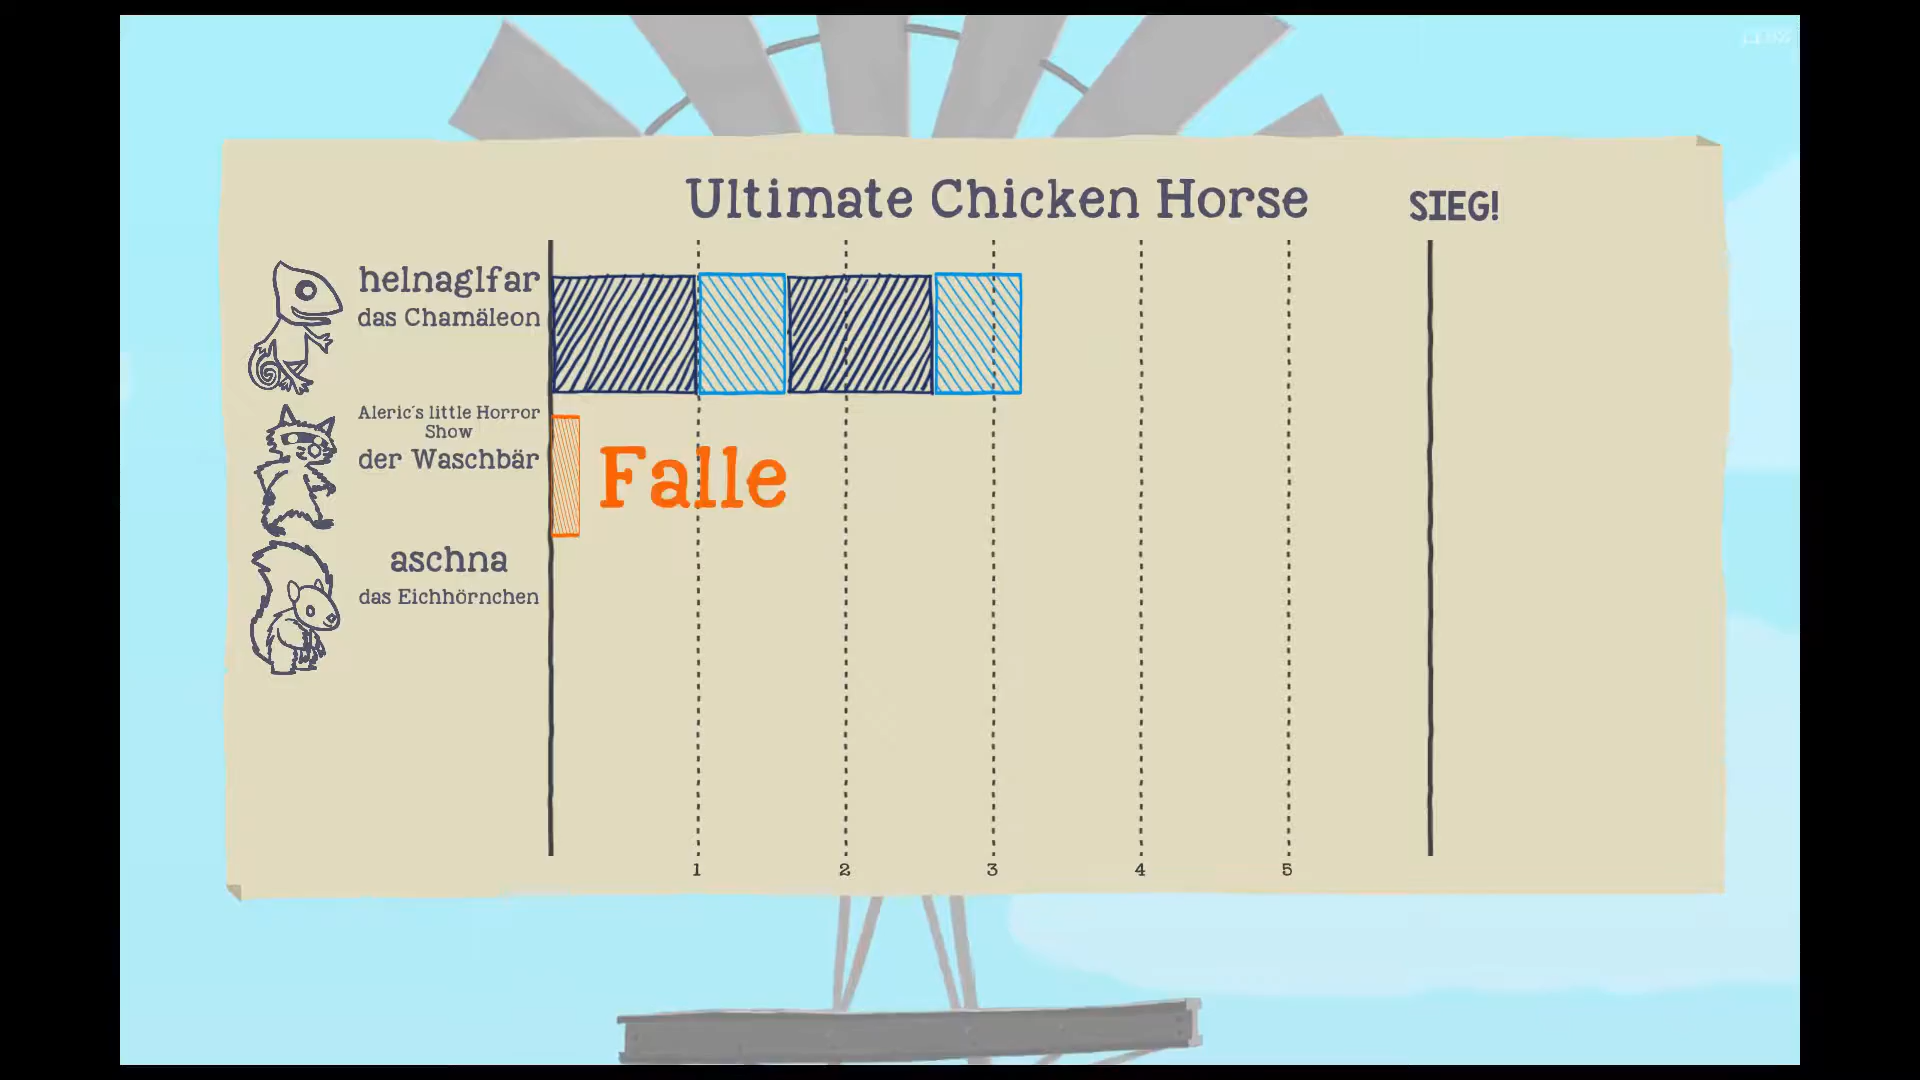 Ultimate Chicken Horse
SIEG!
helnaglfar
das Chamäleon
Aleric's little Horror
Show
der Waschbär
Falle
aschna
das Eichhörnchen
1 2 3 4 5